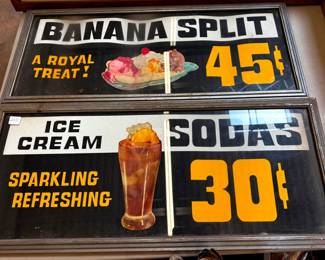 BANANA SPLIT
A ROYAL
TREAT!
45¢
ICE
CREAM
SODAS
SPARKLING
REFRESHING
30¢